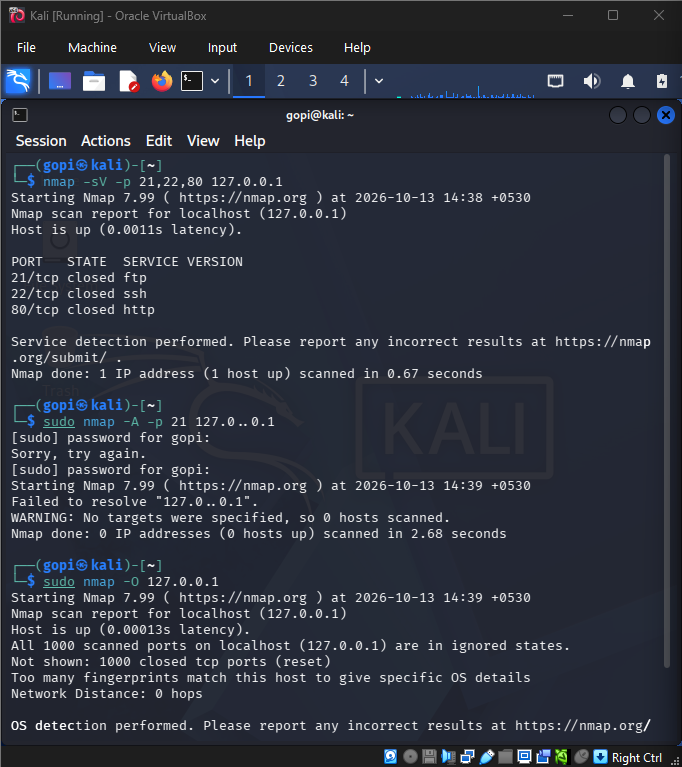 Kali [Running] - Oracle VirtualBox
File Machine View Input Devices Help
1 2 3 4
gopi@kali: ~
Session Actions Edit View Help
┌──(gopi㉿kali)-[~]
└─$ nmap -sV -p 21,22,80 127.0.0.1
Starting Nmap 7.99 ( https://nmap.org ) at 2026-10-13 14:38 +0530
Nmap scan report for localhost (127.0.0.1)
Host is up (0.0011s latency).
PORT   STATE  SERVICE VERSION
21/tcp closed ftp
22/tcp closed ssh
80/tcp closed http
Service detection performed. Please report any incorrect results at https://nmap
.org/submit/ .
Nmap done: 1 IP address (1 host up) scanned in 0.67 seconds
┌──(gopi㉿kali)-[~]
└─$ sudo nmap -A -p 21 127.0..0.1
[sudo] password for gopi:
Sorry, try again.
[sudo] password for gopi:
Starting Nmap 7.99 ( https://nmap.org ) at 2026-10-13 14:39 +0530
Failed to resolve "127.0..0.1".
WARNING: No targets were specified, so 0 hosts scanned.
Nmap done: 0 IP addresses (0 hosts up) scanned in 2.68 seconds
KALI
┌──(gopi㉿kali)-[~]
└─$ sudo nmap -O 127.0.0.1
Starting Nmap 7.99 ( https://nmap.org ) at 2026-10-13 14:39 +0530
Nmap scan report for localhost (127.0.0.1)
Host is up (0.00013s latency).
All 1000 scanned ports on localhost (127.0.0.1) are in ignored states.
Not shown: 1000 closed tcp ports (reset)
Too many fingerprints match this host to give specific OS details
Network Distance: 0 hops
OS detection performed. Please report any incorrect results at https://nmap.org/
Right Ctrl